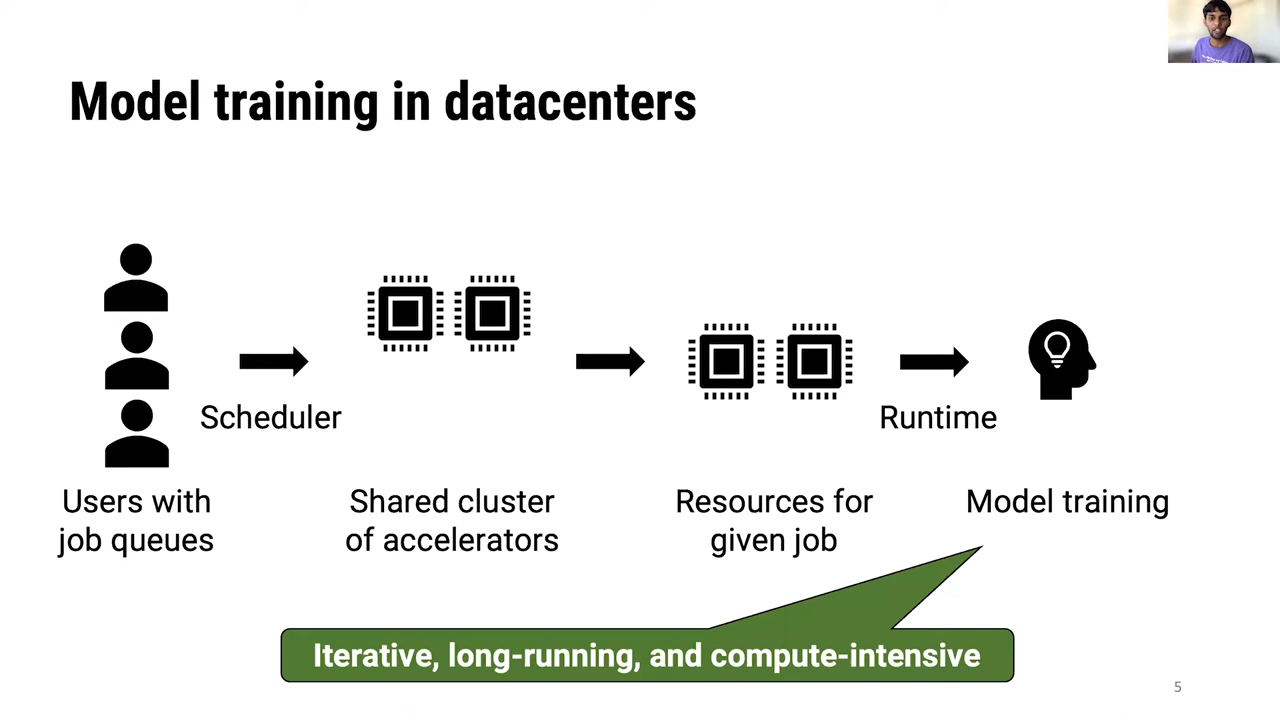 Model training in datacenters
Scheduler
Runtime
Users with
job queues
Shared cluster
of accelerators
Resources for
given job
Model training
Iterative, long-running, and compute-intensive
5